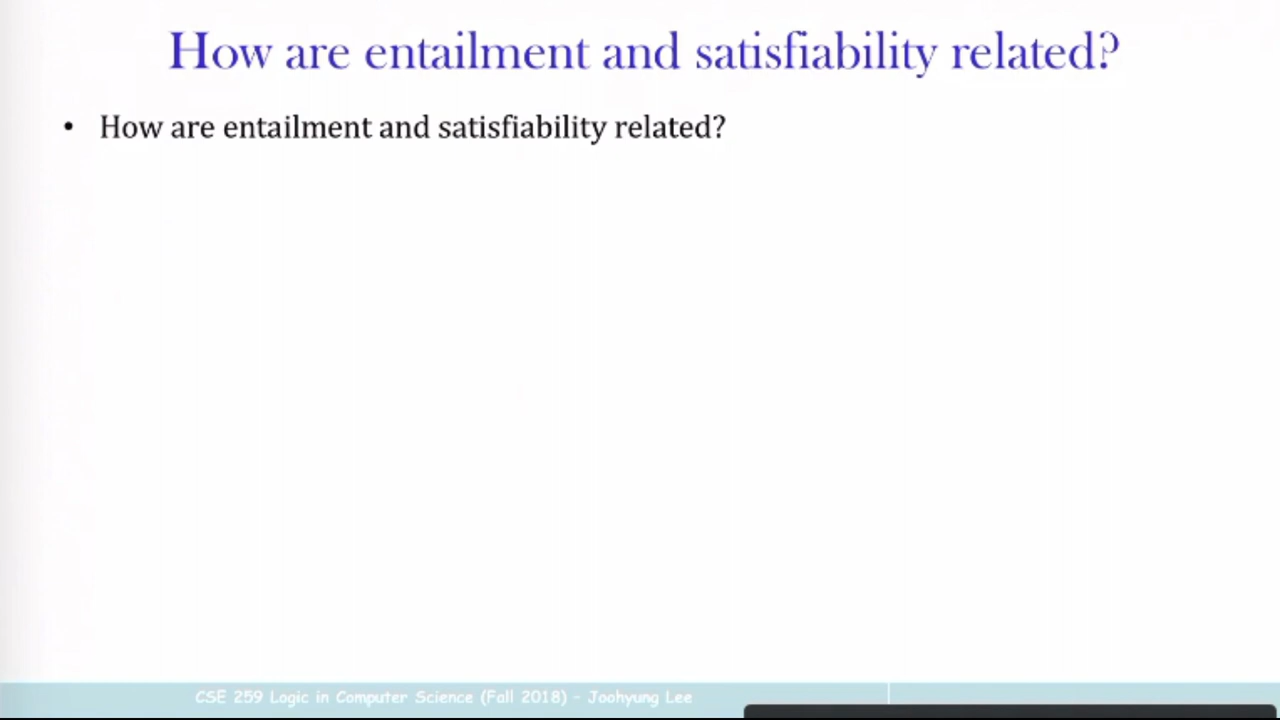 How are entailment and satisfiability related?
• How are entailment and satisfiability related?
CSE 259 Logic in Computer Science (Fall 2018) - Joohyung Lee